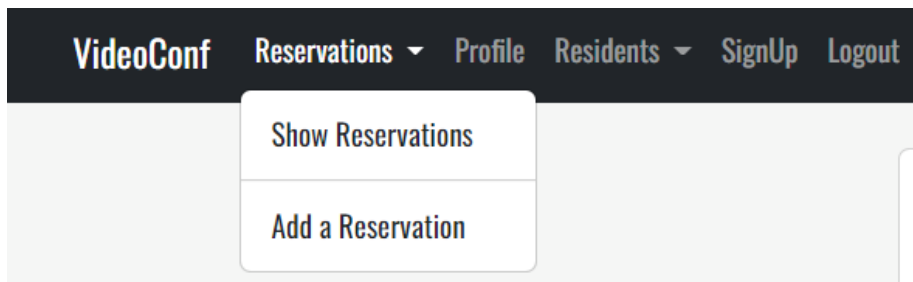 VideoConf Reservations Profile Residents SignUp Logout
Show Reservations
Add a Reservation